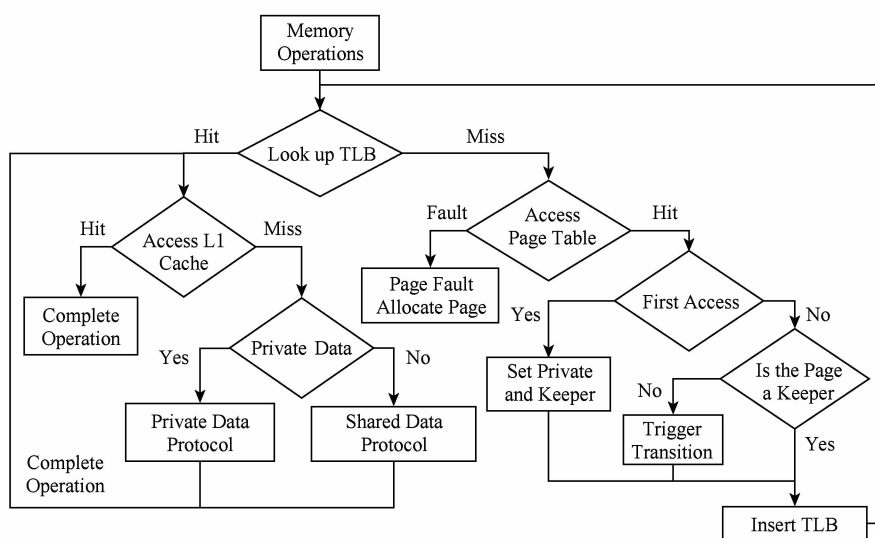 Memory
Operations
Hit
Look up TLB
Miss
Hit
Access L1
Cache
Miss
Fault
Access
Page Table
Hit
Complete
Operation
Page Fault
Allocate Page
Yes
First Access
No
Yes
Private Data
No
Set Private
and Keeper
No
Is the Page
a Keeper
Private Data
Protocol
Shared Data
Protocol
Trigger
Transition
Yes
Complete
Operation
Insert TLB